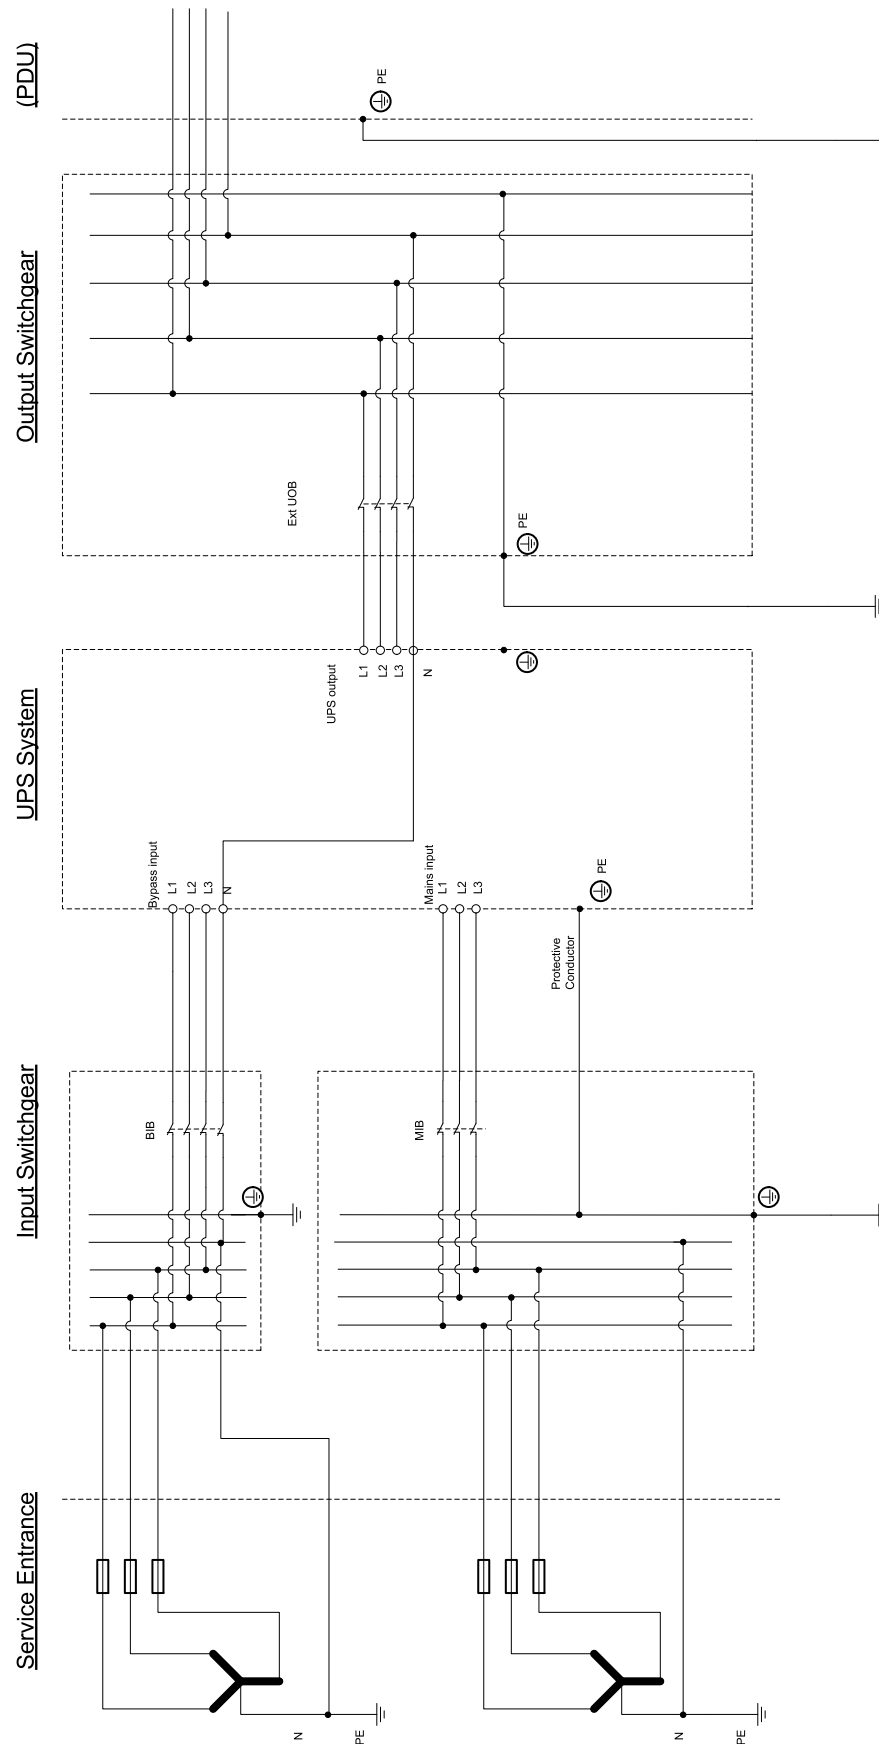 (PDU)
PE
Output Switchgear
Ext UOB
PE
UPS System
UPS output
L1
L2
L3
N
Bypass input
L1
L2
L3
N
Mains input
L1
L2
L3
PE
Protective
Conductor
Input Switchgear
BIB
MIB
Service Entrance
N
PE
N
PE